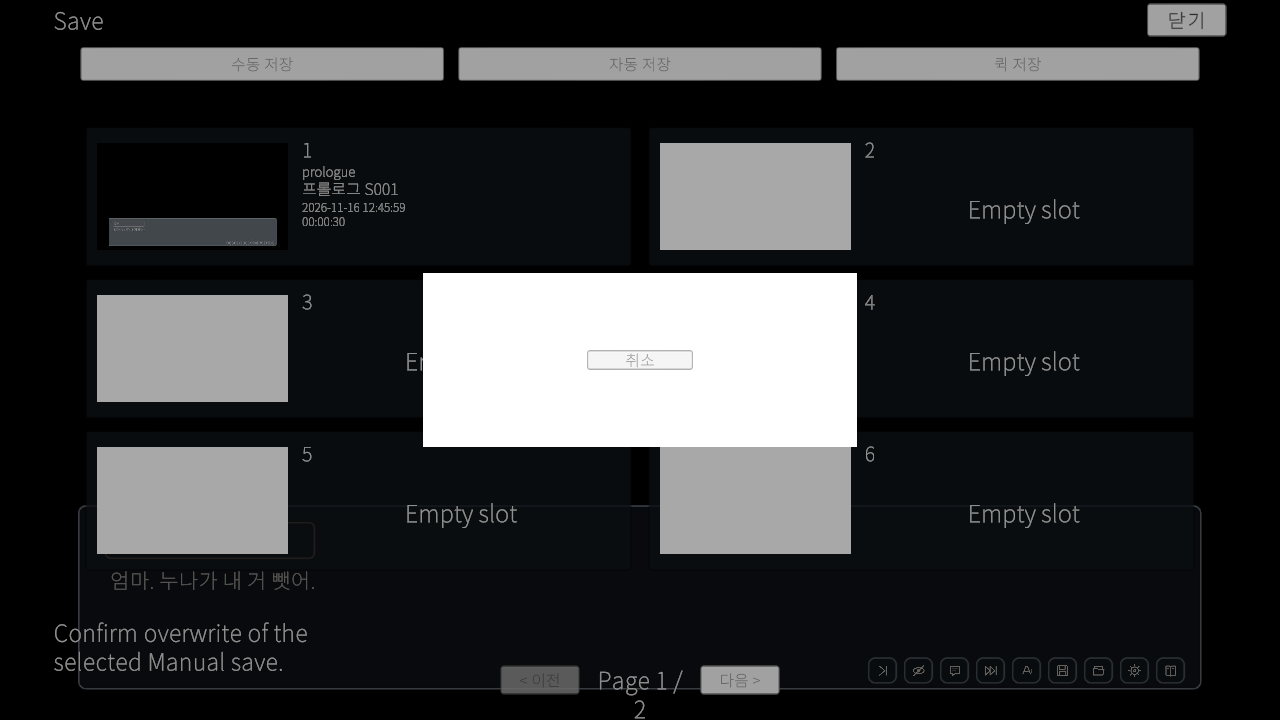 Save
닫기
수동 저장
자동 저장
퀵 저장
1
prologue
프롤로그 S001
2026-11-16 12:45:59
00:00:30
2
Empty slot
3
4
Empty slot
취소
5
Empty slot
6
Empty slot
엄마. 누나가 내 거 뺏어.
Confirm overwrite of the
selected Manual save.
< 이전
Page 1 /
2
다음 >